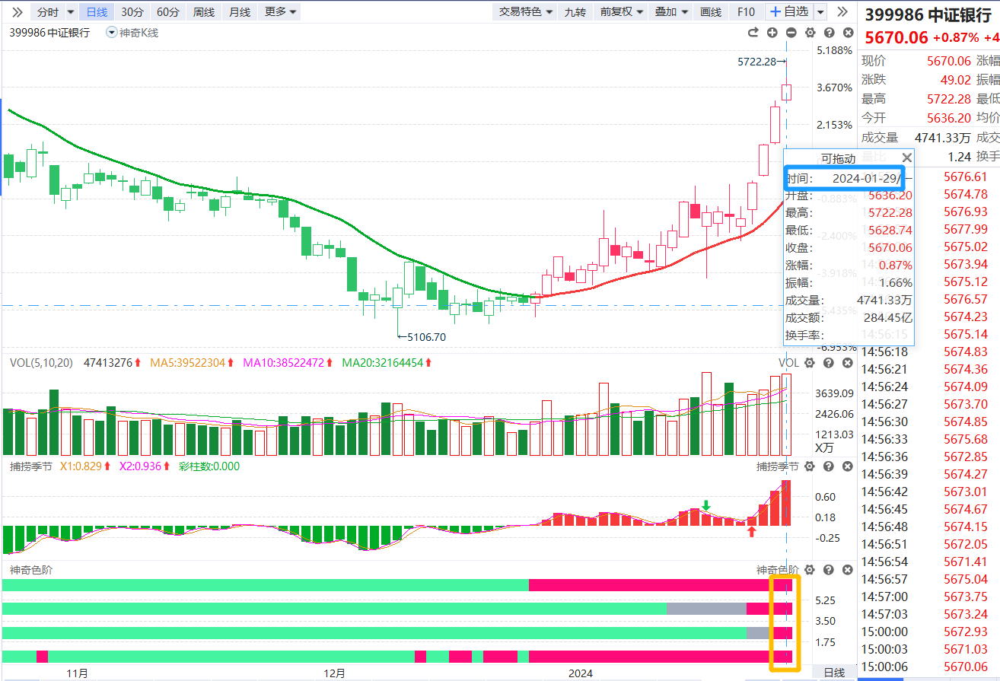 分时 日线 30分 60分 周线 月线 更多 交易特色 九转 前复权 叠加 画线 F10 自选
399986 中证银行 神奇K线
5722.28
5106.70
5.188%
3.670%
2.153%
-0.883%
-2.400%
-3.918%
-5.435%
-6.953%
VOL(5,10,20) 47413276 MA5:39522304 MA10:38522472 MA20:32164454 VOL
3639.09
2426.06
1213.03
X万
捕捞季节 X1:0.829 X2:0.936 彩柱数:0.000 捕捞季节
0.60
0.18
-0.25
神奇色阶 神奇色阶
5.25
3.50
1.75
11月 12月 2024 日线
399986 中证银行
5670.06 +0.87% +4
现价 5670.06 涨幅
涨跌 49.02 振幅
最高 5722.28 最低
今开 5636.20 均价
成交量 4741.33万 成交
量比 1.24 换手
可拖动
时间: 2024-01-29/一
开盘: 5636.20
最高: 5722.28
最低: 5628.74
收盘: 5670.06
涨幅: 0.87%
振幅: 1.66%
成交量: 4741.33万
成交额: 284.45亿
换手率:
5676.61
5674.78
5676.93
5677.99
5675.02
5673.94
5675.12
5676.57
5674.23
14:56:15 5675.14
14:56:18 5674.83
14:56:21 5674.36
14:56:24 5674.09
14:56:27 5673.70
14:56:30 5674.85
14:56:33 5675.68
14:56:36 5672.85
14:56:39 5674.27
14:56:42 5673.01
14:56:45 5674.67
14:56:48 5674.15
14:56:51 5672.05
14:56:54 5671.41
14:56:57 5675.04
14:57:00 5673.75
14:57:03 5673.24
15:00:00 5672.93
15:00:03 5671.03
15:00:06 5670.06